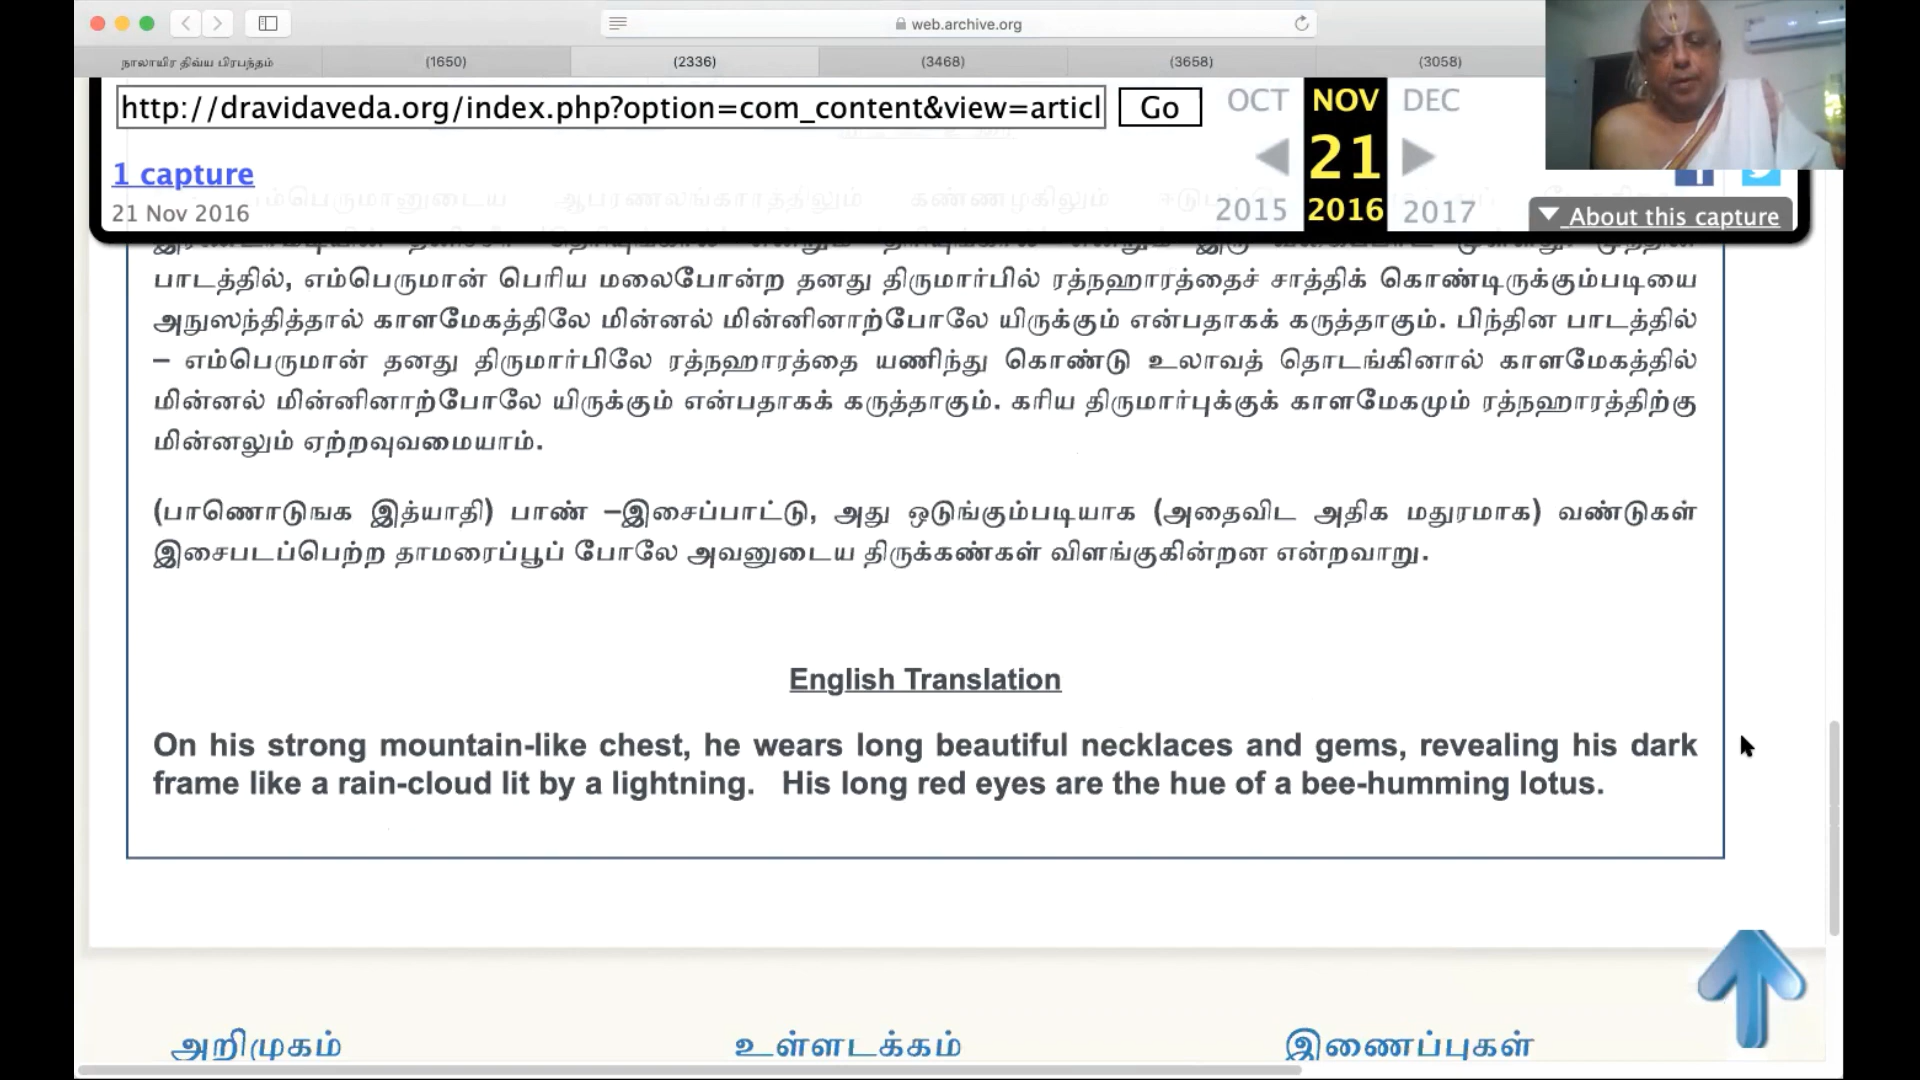 web.archive.org
நாலாயிர திவ்ய பிரபந்தம்
(1650)
(2336)
(3468)
(3658)
(3058)
http://dravidaveda.org/index.php?option=com_content&view=articl
Go
OCT
NOV
DEC
1 capture
21
21 Nov 2016
2015
2016
2017
About this capture
பாடத்தில், எம்பெருமான் பெரிய மலைபோன்ற தனது திருமார்பில் ரத்நஹாரத்தைச் சாத்திக் கொண்டிருக்கும்படியை
அநுஸந்தித்தால் காளமேகத்திலே மின்னல் மின்னினாற்போலே யிருக்கும் என்பதாகக் கருத்தாகும். பிந்தின பாடத்தில்
– எம்பெருமான் தனது திருமார்பிலே ரத்நஹாரத்தை யணிந்து கொண்டு உலாவத் தொடங்கினால் காளமேகத்தில்
மின்னல் மின்னினாற்போலே யிருக்கும் என்பதாகக் கருத்தாகும். கரிய திருமார்புக்குக் காளமேகமும் ரத்நஹாரத்திற்கு
மின்னலும் ஏற்றவுவமையாம்.
(பாணொடுஙக இத்யாதி) பாண் –இசைப்பாட்டு, அது ஒடுங்கும்படியாக (அதைவிட அதிக மதுரமாக) வண்டுகள்
இசைபடப்பெற்ற தாமரைப்பூப் போலே அவனுடைய திருக்கண்கள் விளங்குகின்றன என்றவாறு.
English Translation
On his strong mountain-like chest, he wears long beautiful necklaces and gems, revealing his dark
frame like a rain-cloud lit by a lightning. His long red eyes are the hue of a bee-humming lotus.
அறிமுகம்
உள்ளடக்கம்
இணைப்புகள்